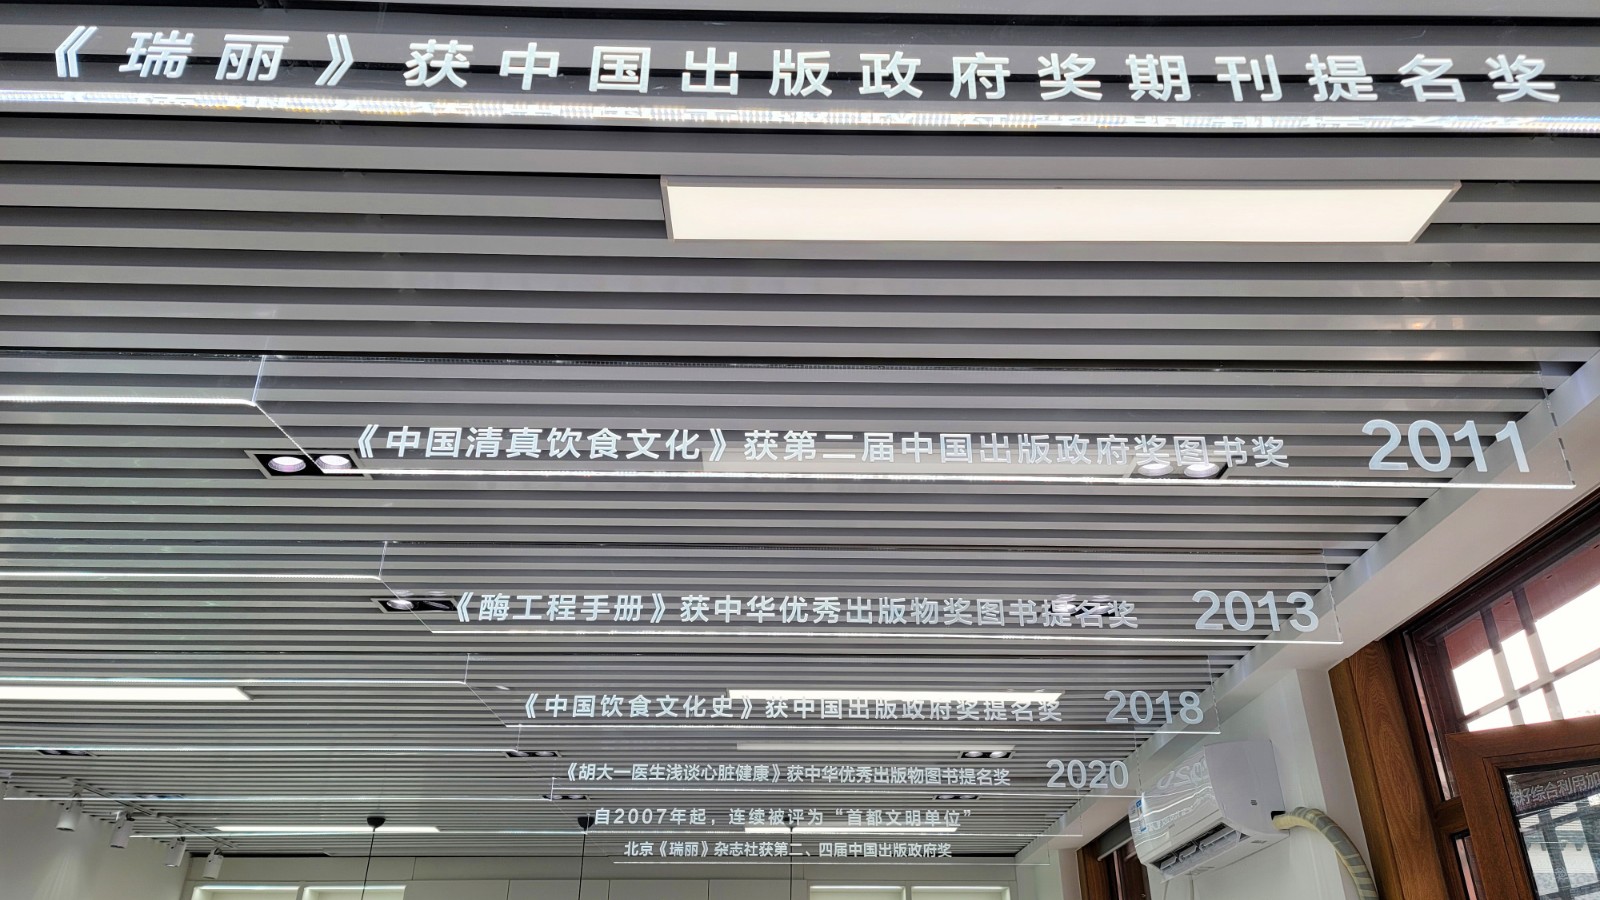 《瑞丽》获中国出版政府奖期刊提名奖
《中国清真饮食文化》获第二届中国出版政府奖图书奖 2011
《酶工程手册》获中华优秀出版物奖图书提名奖 2013
《中国饮食文化史》获中国出版政府奖提名奖 2018
《胡大一医生浅谈心脏健康》获中华优秀出版物图书提名奖 2020
自2007年起，连续被评为“首都文明单位”
北京《瑞丽》杂志社获第二、四届中国出版政府奖
好综合利用加